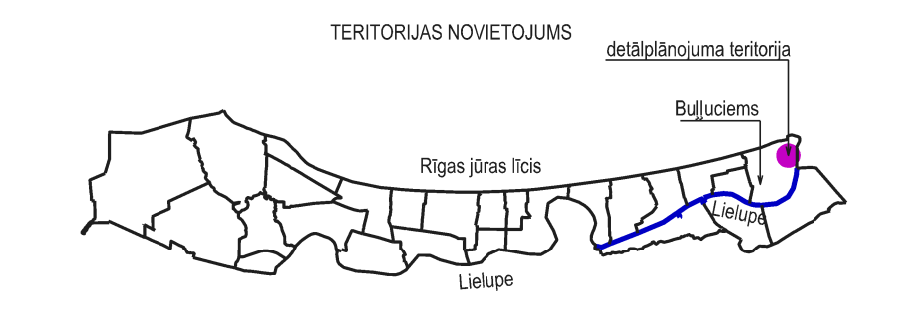 TERITORIJAS NOVIETOJUMS
detālplānojuma teritorija
Buļļuciems
Rīgas jūras līcis
Lielupe
Lielupe